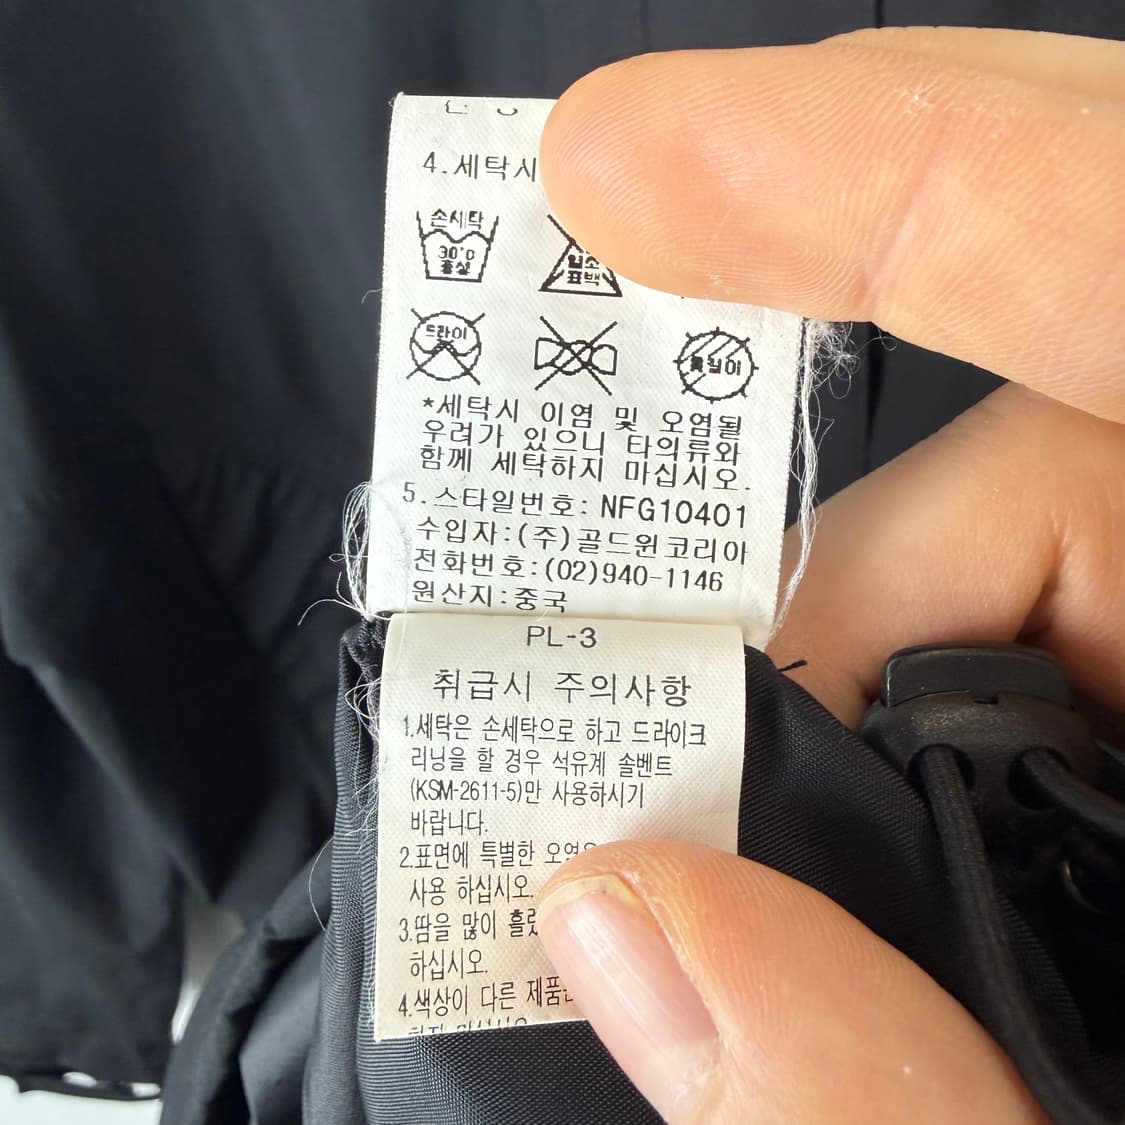 4.세탁시
손세탁
30°C
중성
염소
표백
드라이
*세탁시 이염 및 오염될
우려가 있으니 타의류와
함께 세탁하지 마십시오.
5.스타일번호: NFG10401
수입자:(주)골드윈코리아
전화번호:(02)940-1146
원산지:중국
PL-3
취급시 주의사항
1.세탁은 손세탁으로 하고 드라이크
리닝을 할 경우 석유계 솔벤트
(KSM-2611-5)만 사용하시기
바랍니다.
2.표면에 특별한
사용 하십시오.
3.땀을 많이
하십시오.
4.색상이 다른